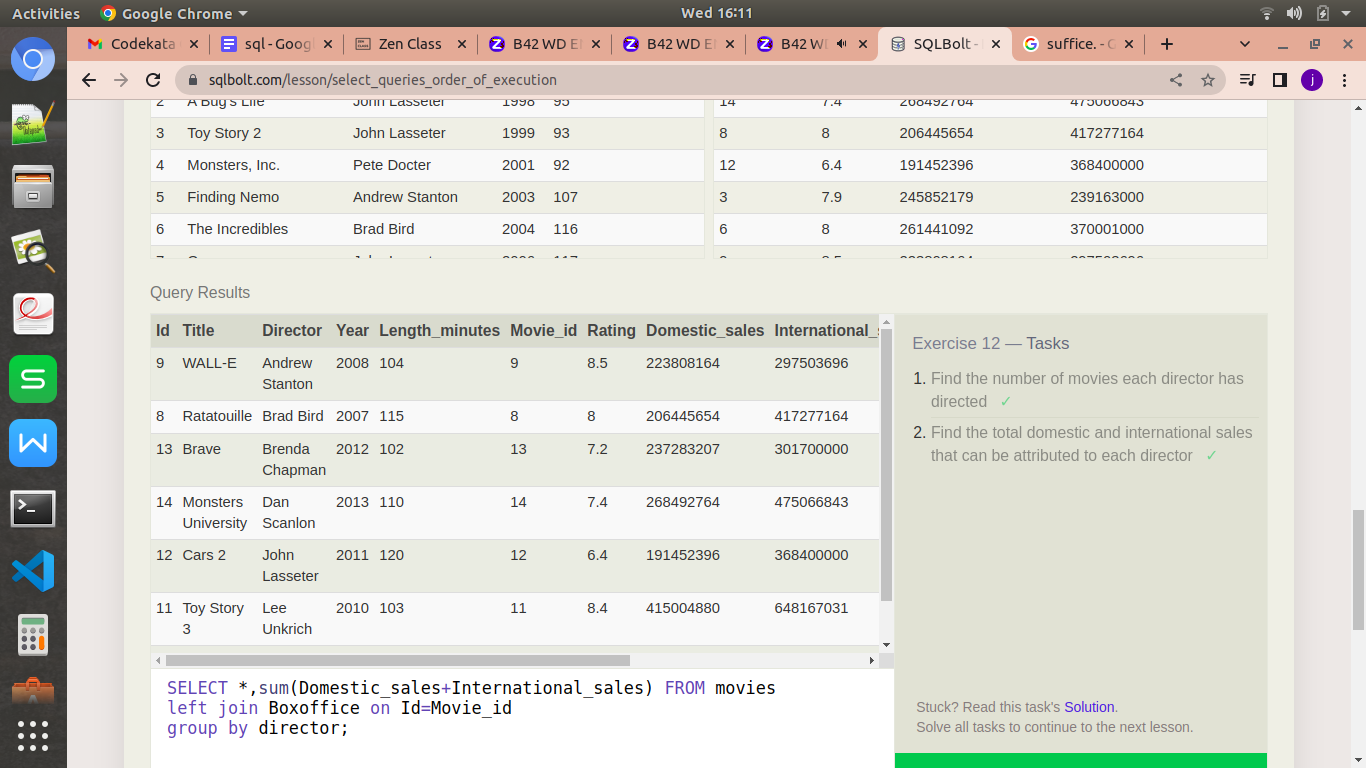 Activities Google Chrome Wed 16:11
Codekata sql - Goog Zen Class B42 WD E B42 WD E B42 WD SQLBolt - suffice. - G
sqlbolt.com/lesson/select_queries_order_of_execution j
2 A Bug's Life John Lasseter 1998 95 14 7.4 268492764 475066843
3 Toy Story 2 John Lasseter 1999 93 8 8 206445654 417277164
4 Monsters, Inc. Pete Docter 2001 92 12 6.4 191452396 368400000
5 Finding Nemo Andrew Stanton 2003 107 3 7.9 245852179 239163000
6 The Incredibles Brad Bird 2004 116 6 8 261441092 370001000
Query Results
Id Title Director Year Length_minutes Movie_id Rating Domestic_sales International_s
9 WALL-E Andrew Stanton 2008 104 9 8.5 223808164 297503696
8 Ratatouille Brad Bird 2007 115 8 8 206445654 417277164
13 Brave Brenda Chapman 2012 102 13 7.2 237283207 301700000
14 Monsters University Dan Scanlon 2013 110 14 7.4 268492764 475066843
12 Cars 2 John Lasseter 2011 120 12 6.4 191452396 368400000
11 Toy Story 3 Lee Unkrich 2010 103 11 8.4 415004880 648167031
Exercise 12 — Tasks
1. Find the number of movies each director has
directed ✓
2. Find the total domestic and international sales
that can be attributed to each director ✓
SELECT *,sum(Domestic_sales+International_sales) FROM movies
left join Boxoffice on Id=Movie_id
group by director;
Stuck? Read this task's Solution.
Solve all tasks to continue to the next lesson.